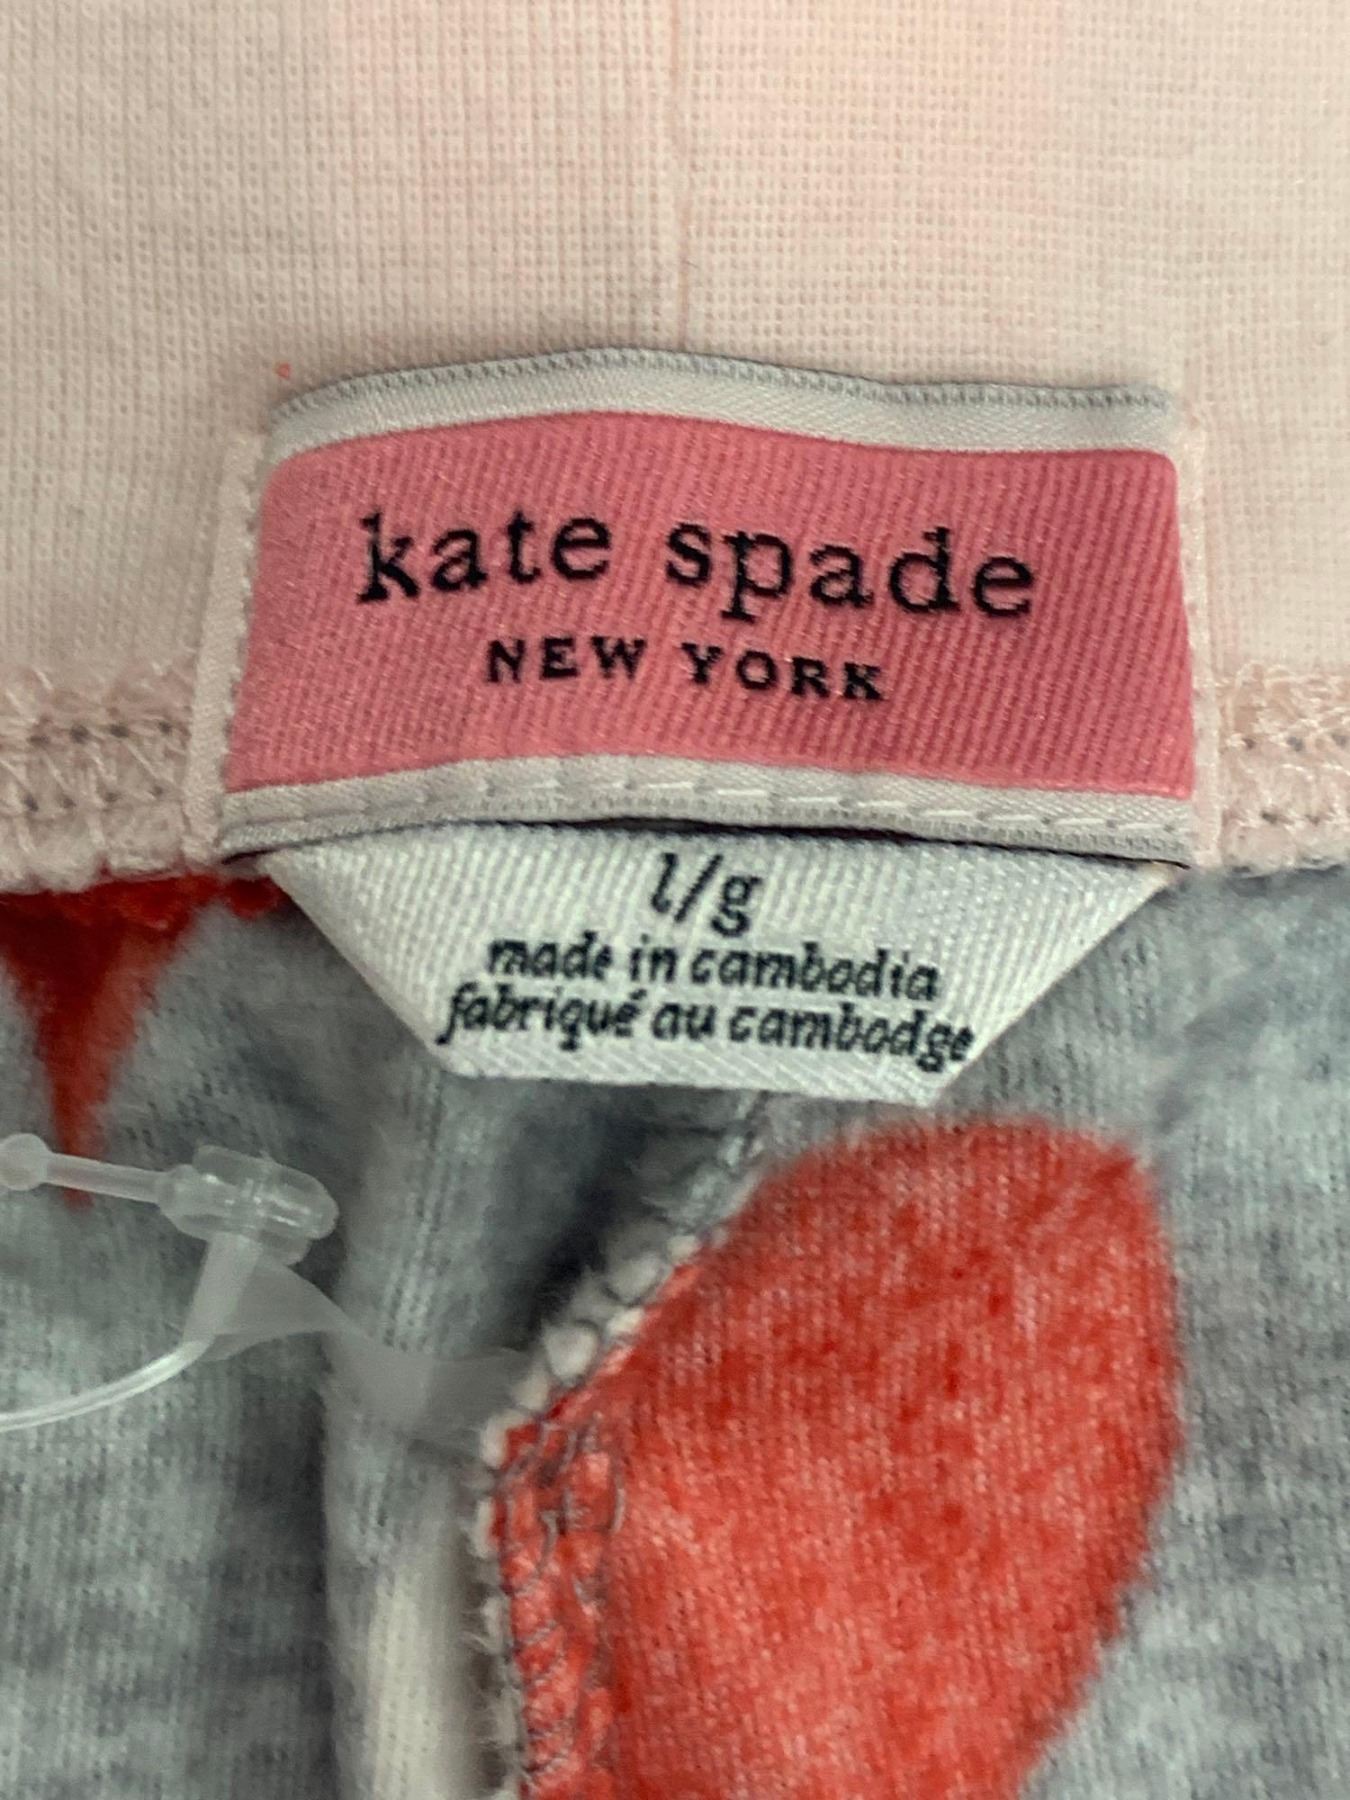 kate spade
NEW YORK
l/g
made in cambodia
fabriqué au cambodge